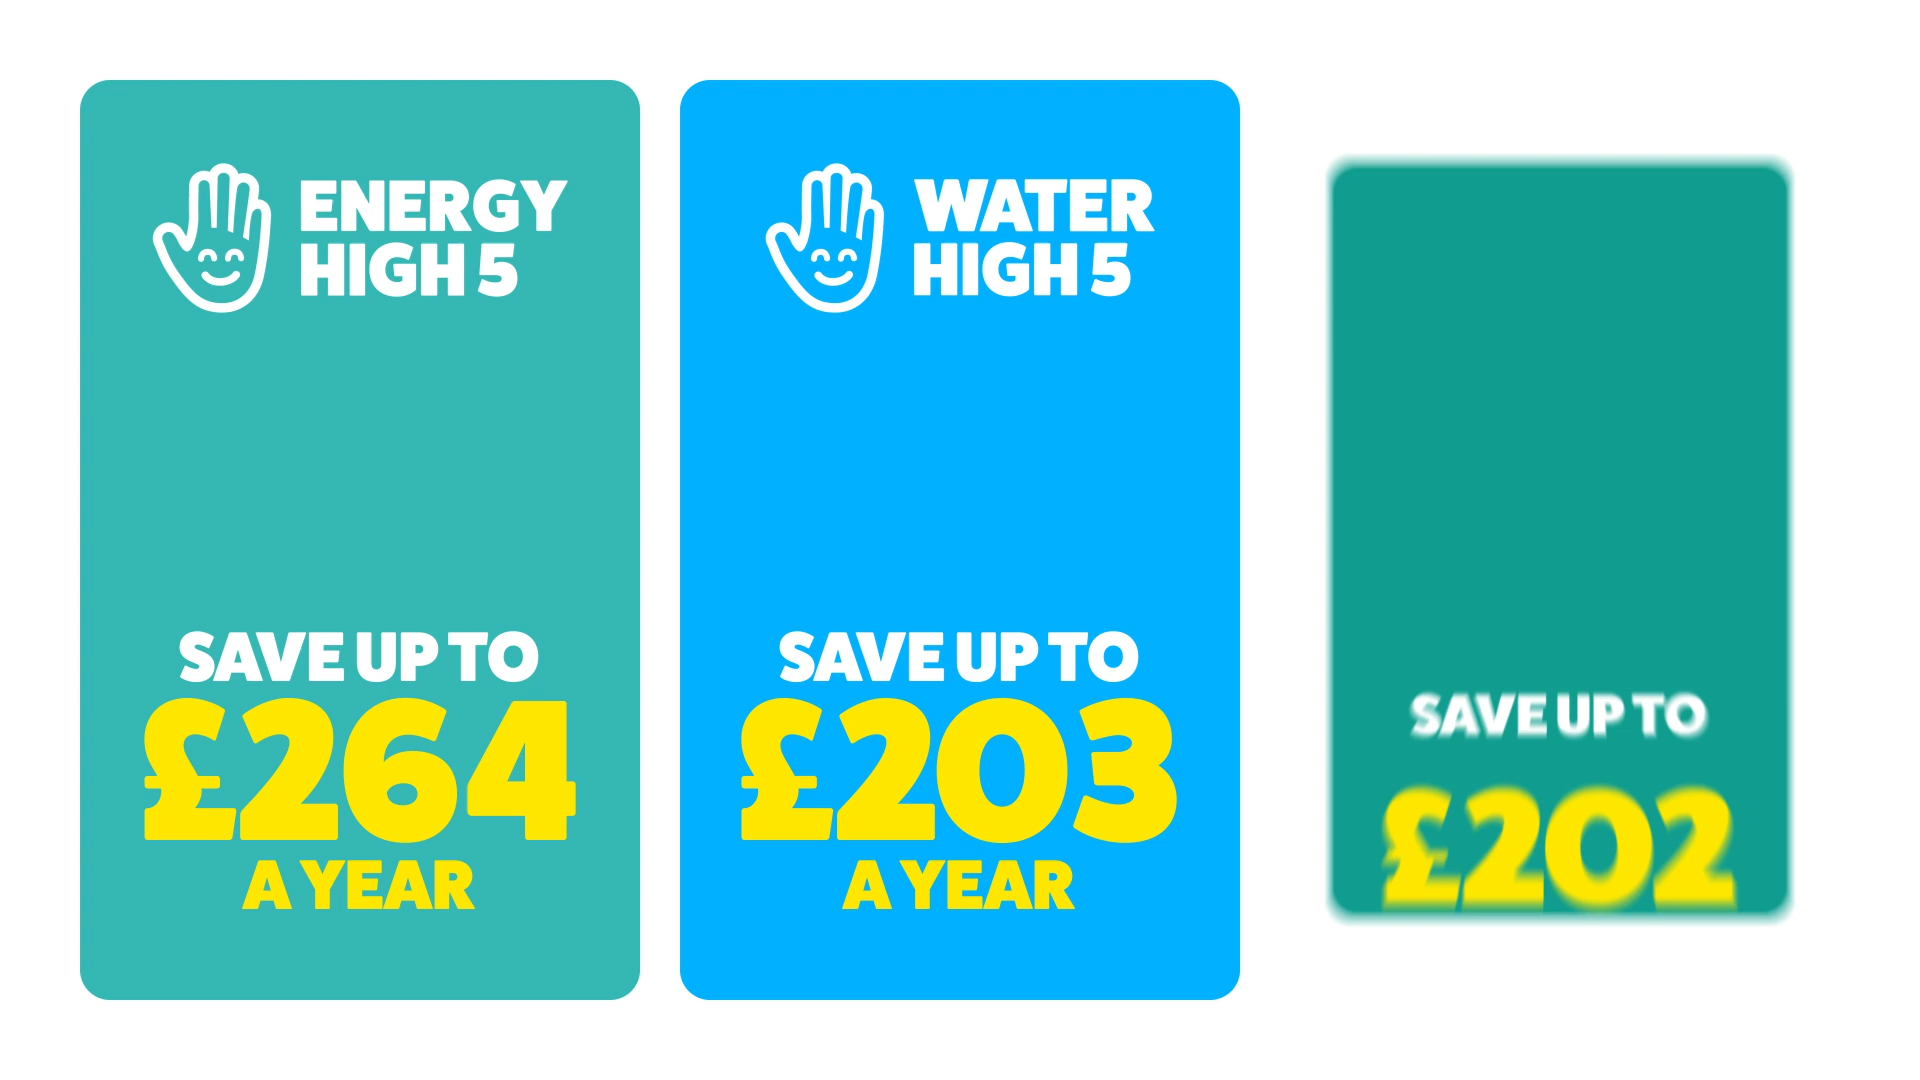 ENERGY
HIGH 5
SAVE UP TO
£264
A YEAR
WATER
HIGH 5
SAVE UP TO
£203
A YEAR
SAVE UP TO
£202